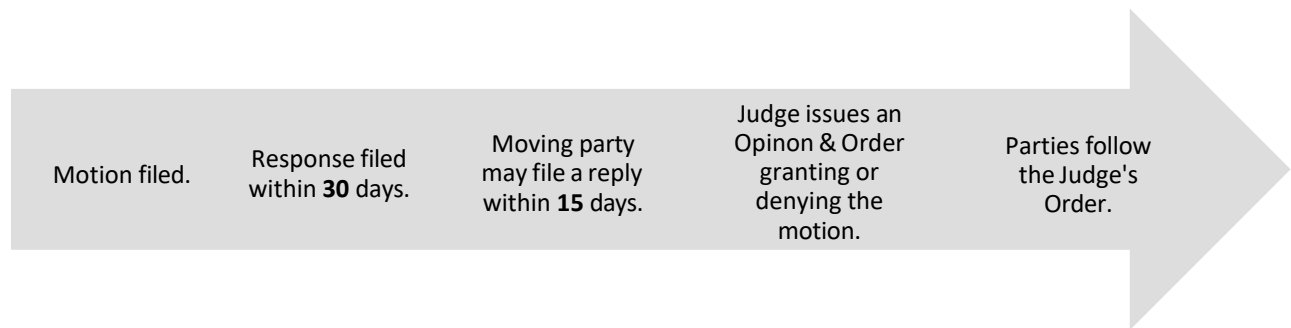 Motion filed.
Response filed
within 30 days.
Moving party
may file a reply
within 15 days.
Judge issues an
Opinon & Order
granting or
denying the
motion.
Parties follow
the Judge's
Order.